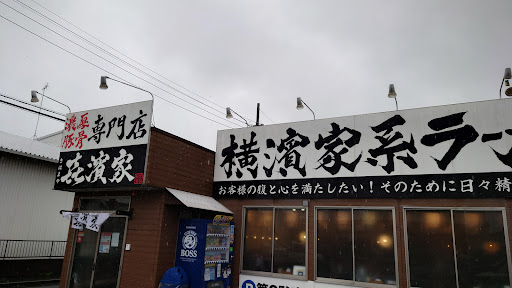 濃厚豚骨専門店
濱家
横濱家系ラー
お客様の腹と心を満たしたい！そのために日々精
BOSS
P